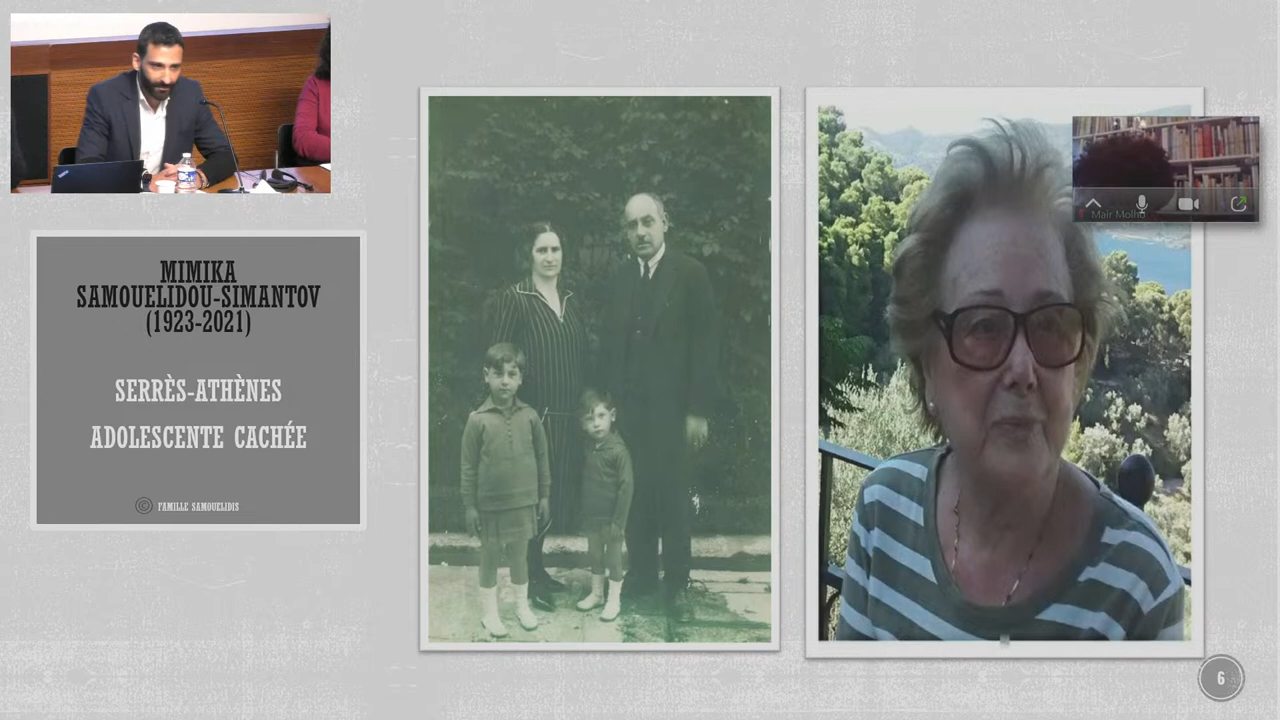 MIMIKA
SAMOUELIDOU-SIMANTOV
(1923-2021)
SERRÈS-ATHÈNES
ADOLESCENTE CACHÉE
© FAMILLE SAMOUELIDIS
Mair Molho
6